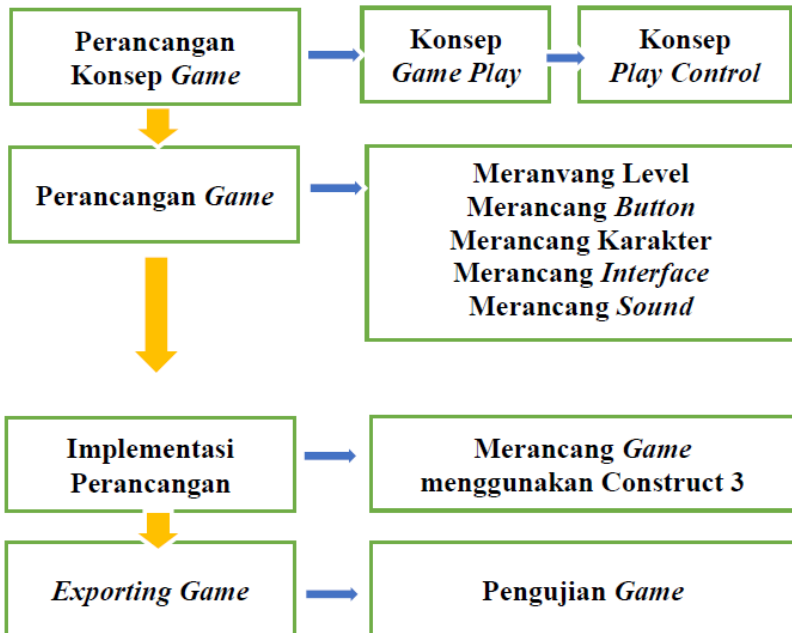 Perancangan
Konsep Game
Konsep
Game Play
Konsep
Play Control
Perancangan Game
Meranvang Level
Merancang Button
Merancang Karakter
Merancang Interface
Merancang Sound
Implementasi
Perancangan
Merancang Game
menggunakan Construct 3
Exporting Game
Pengujian Game